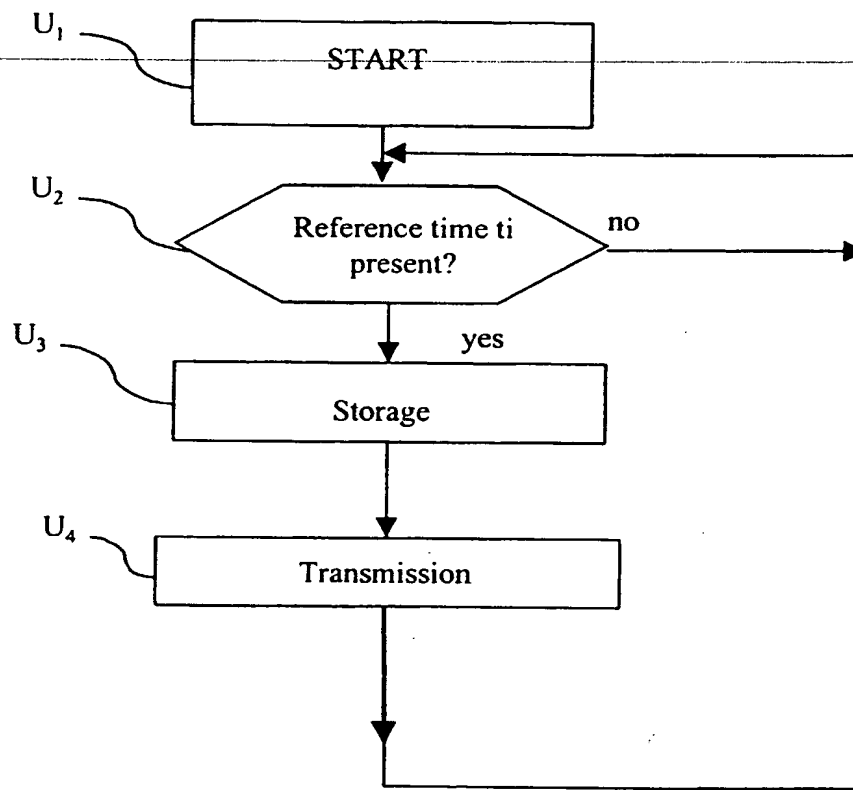 U₁
START
U₂
Reference time ti
present?
no
yes
U₃
Storage
U₄
Transmission